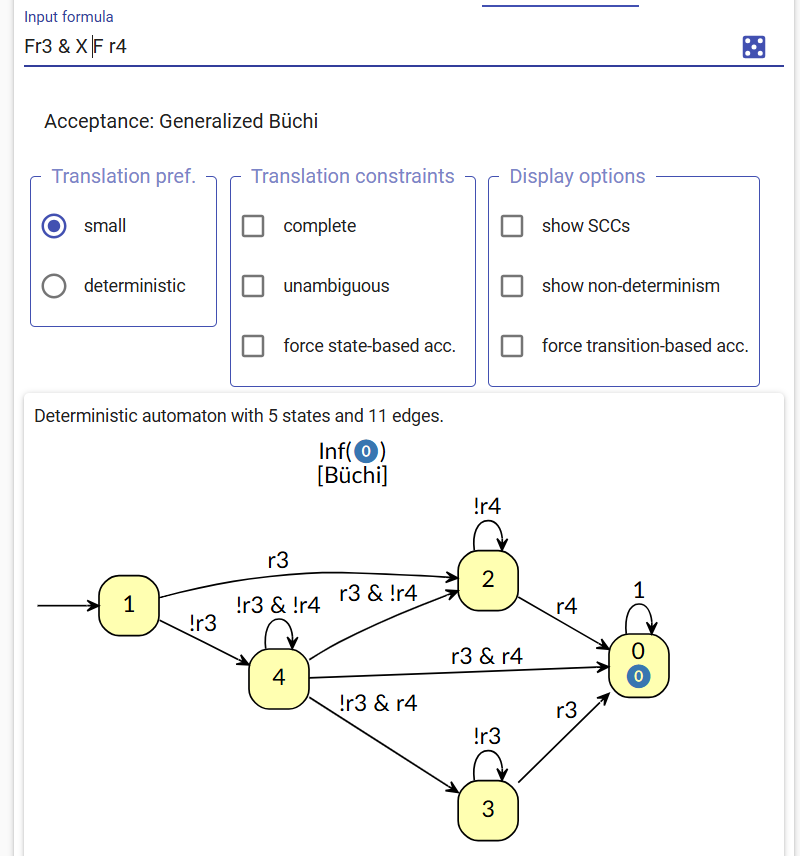 Input formula
Fr3 & X F r4
Acceptance: Generalized Büchi
Translation pref.
small
deterministic
Translation constraints
complete
unambiguous
force state-based acc.
Display options
show SCCs
show non-determinism
force transition-based acc.
Deterministic automaton with 5 states and 11 edges.
Inf(0)
[Büchi]
!r4
r3
2
1
!r3
!r3 & !r4
r3 & !r4
r4
1
0
0
4
r3 & r4
!r3 & r4
r3
!r3
3